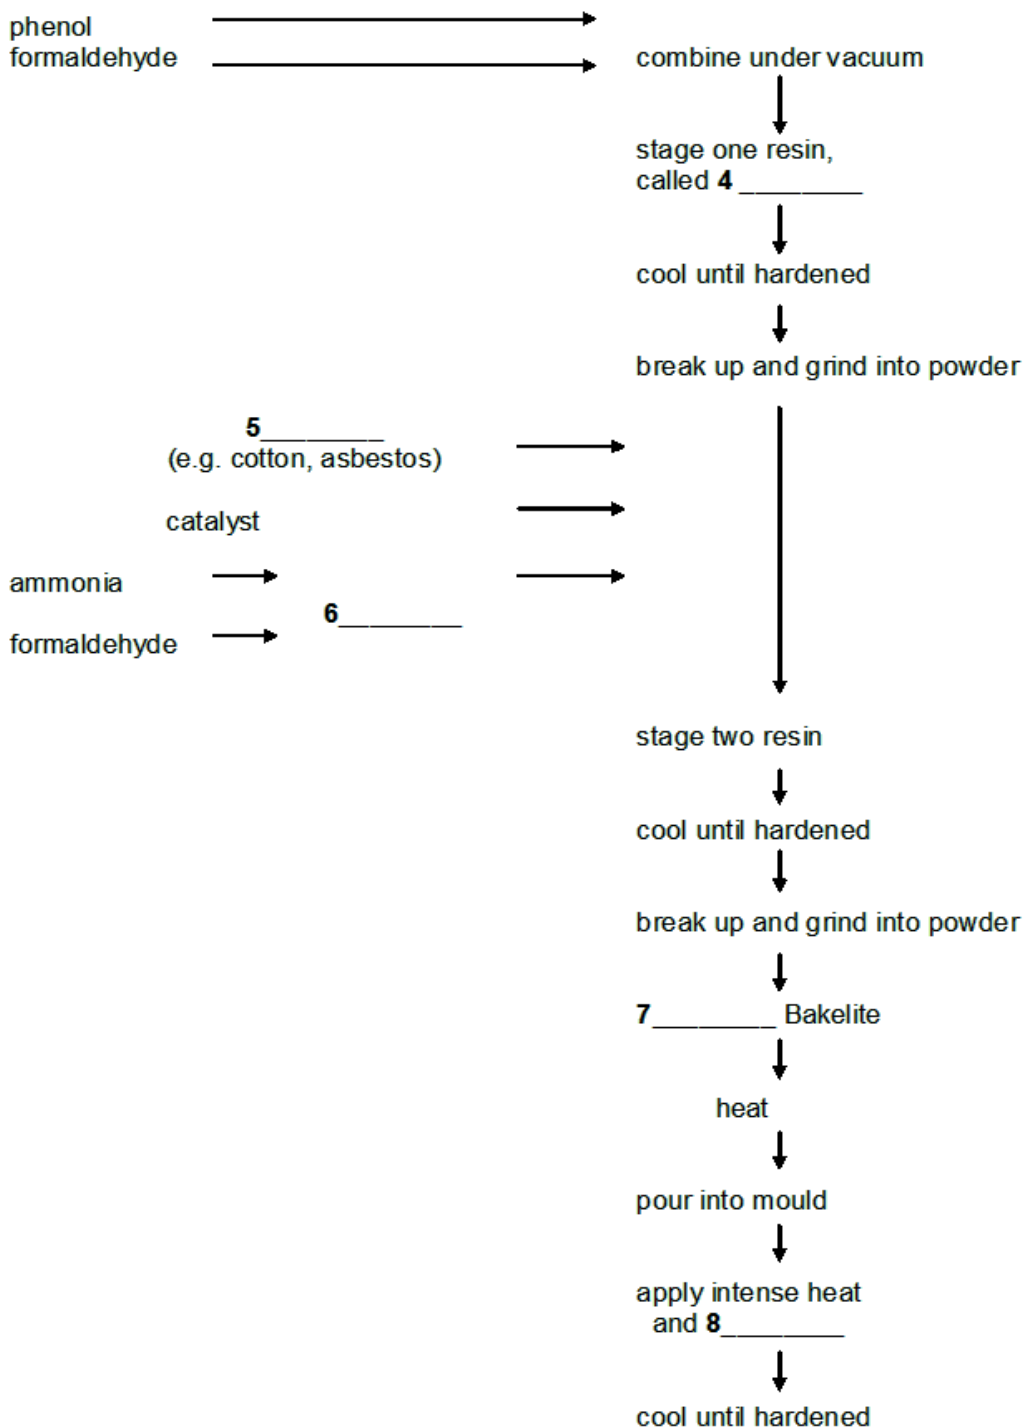 phenol
formaldehyde
combine under vacuum
stage one resin,
called 4 ________
cool until hardened
break up and grind into powder
5________
(e.g. cotton, asbestos)
catalyst
ammonia
6________
formaldehyde
stage two resin
cool until hardened
break up and grind into powder
7________ Bakelite
heat
pour into mould
apply intense heat
and 8________
cool until hardened